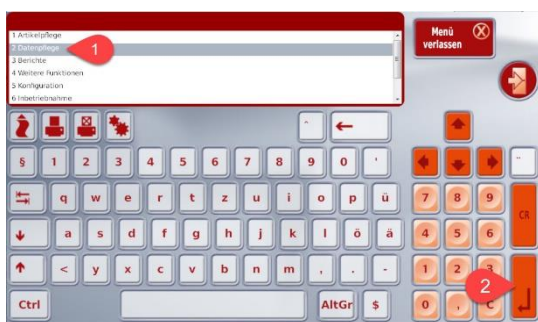 1 Artikelpflege
2 Datenpflege
3 Berichte
4 Weitere Funktionen
5 Konfiguration
6 Inbetriebnahme
1
Menü
verlassen
^ ←
§ 1 2 3 4 5 6 7 8 9 0 '
q w e r t z u i o p ü 7 8 9
CR
a s d f g h j k l ö ä 4 5 6
< y x c v b n m , . - 1 2 3
2
Ctrl AltGr $ 0 , C